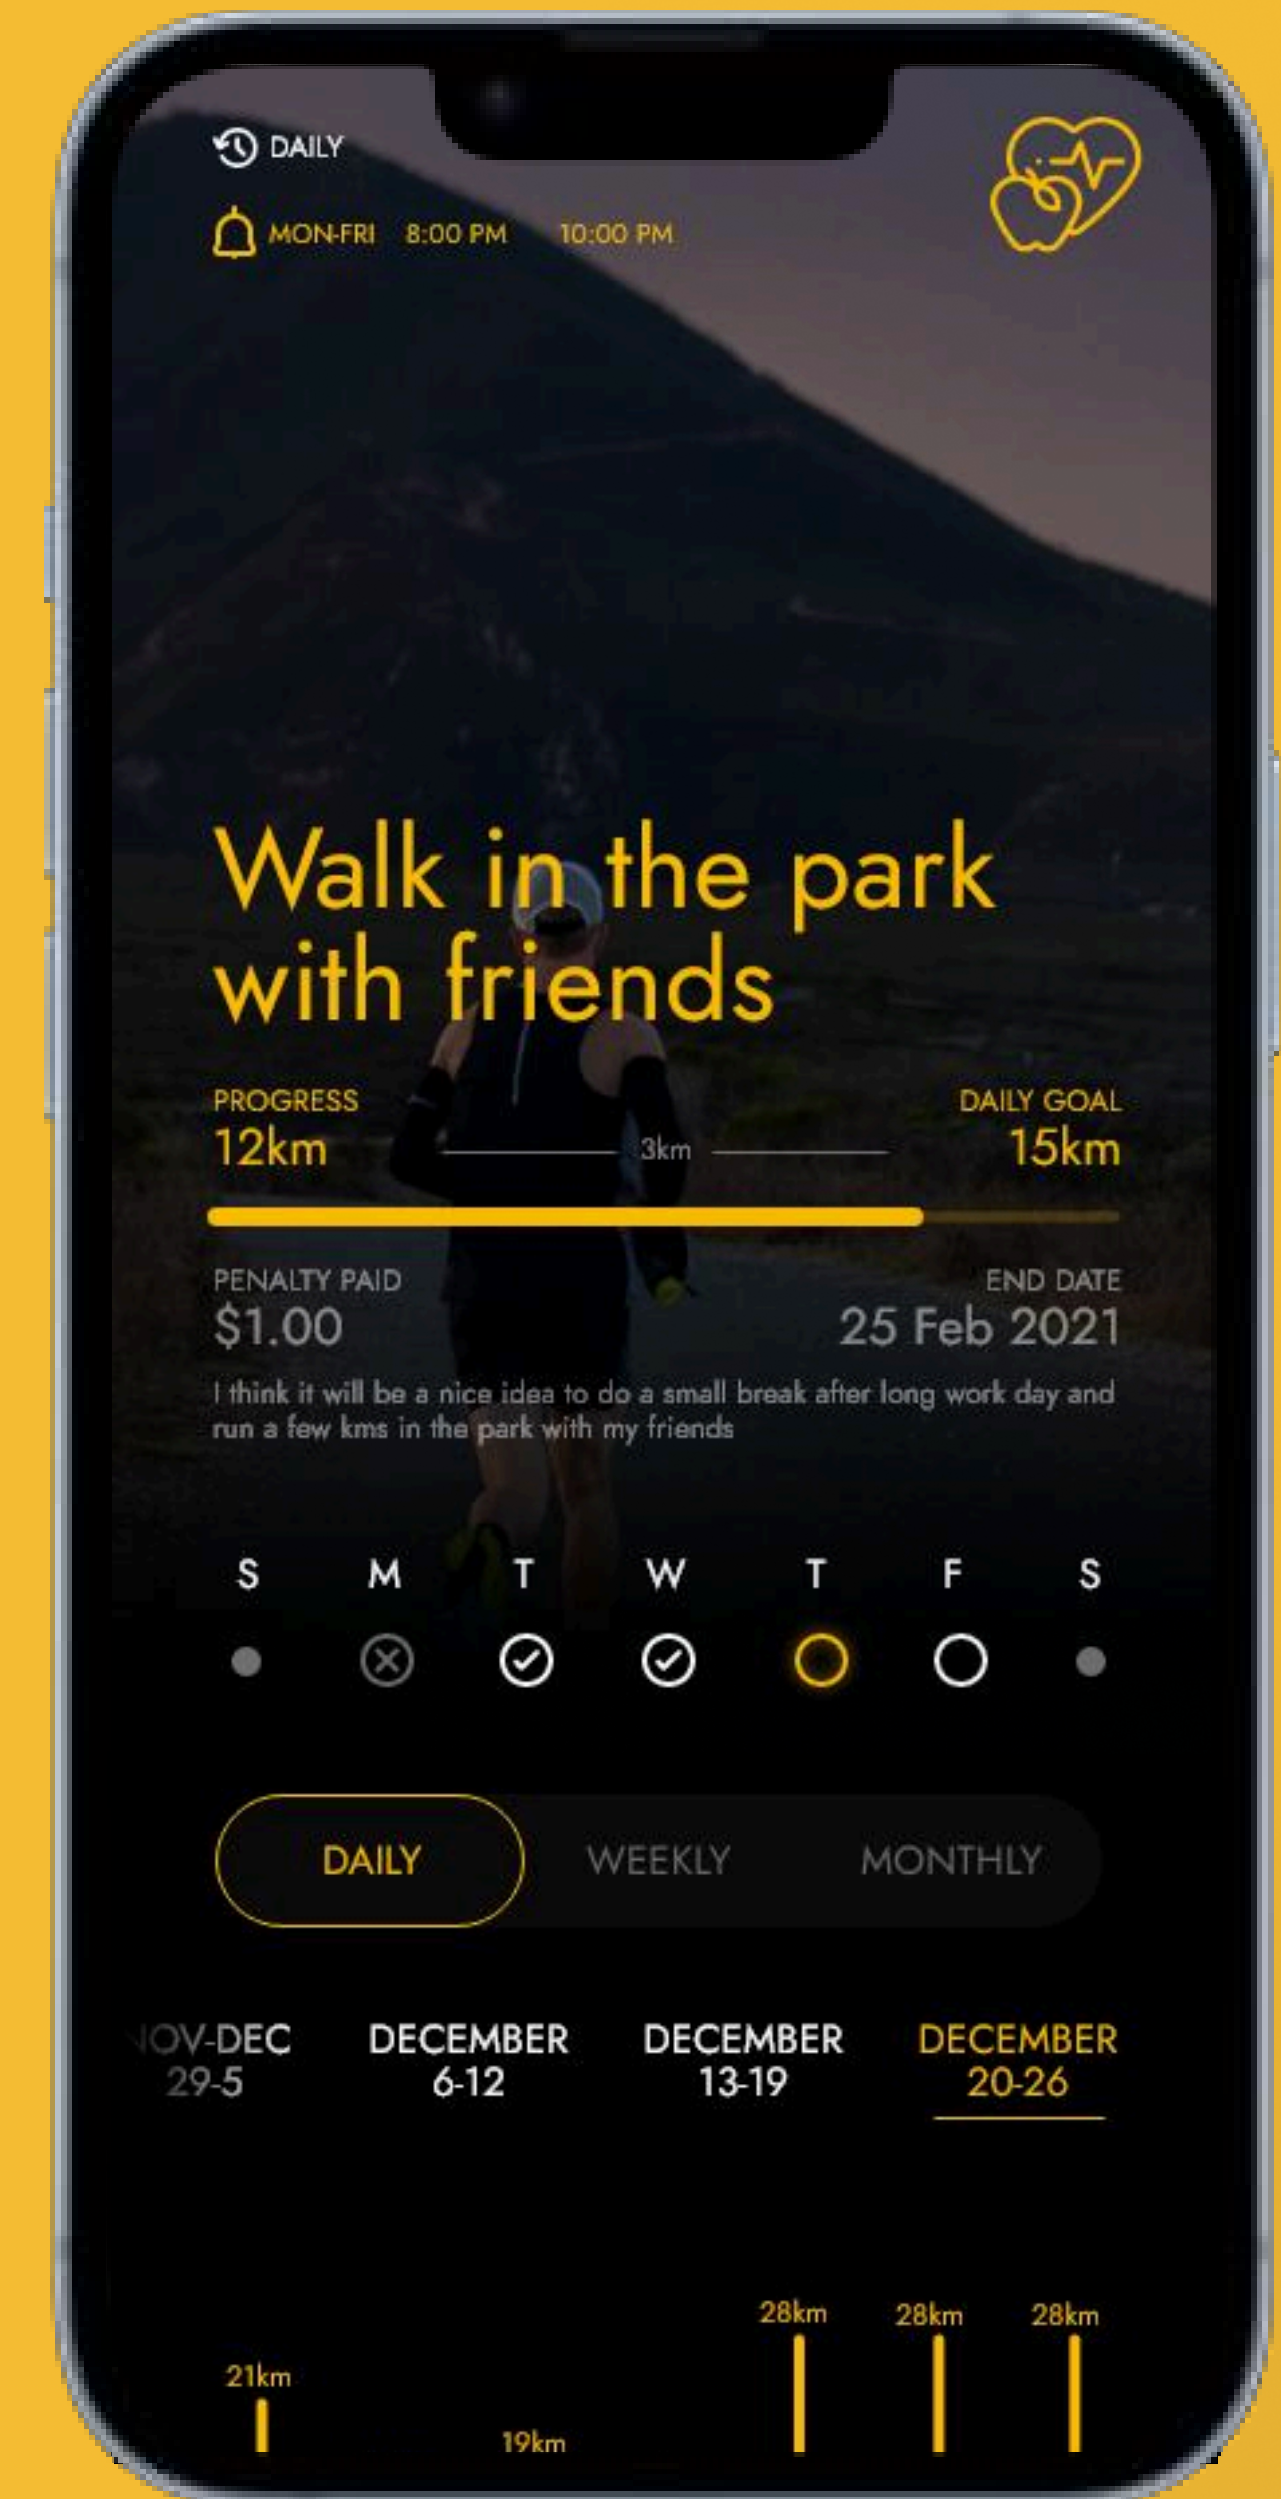 DAILY
MON-FRI 8:00 PM 10:00 PM
Walk in the park
with friends
PROGRESS DAILY GOAL
12km 3km 15km
PENALTY PAID END DATE
$1.00 25 Feb 2021
I think it will be a nice idea to do a small break after long work day and
run a few kms in the park with my friends
S M T W T F S
DAILY WEEKLY MONTHLY
NOV-DEC DECEMBER DECEMBER DECEMBER
29-5 6-12 13-19 20-26
28km 28km 28km
21km
19km